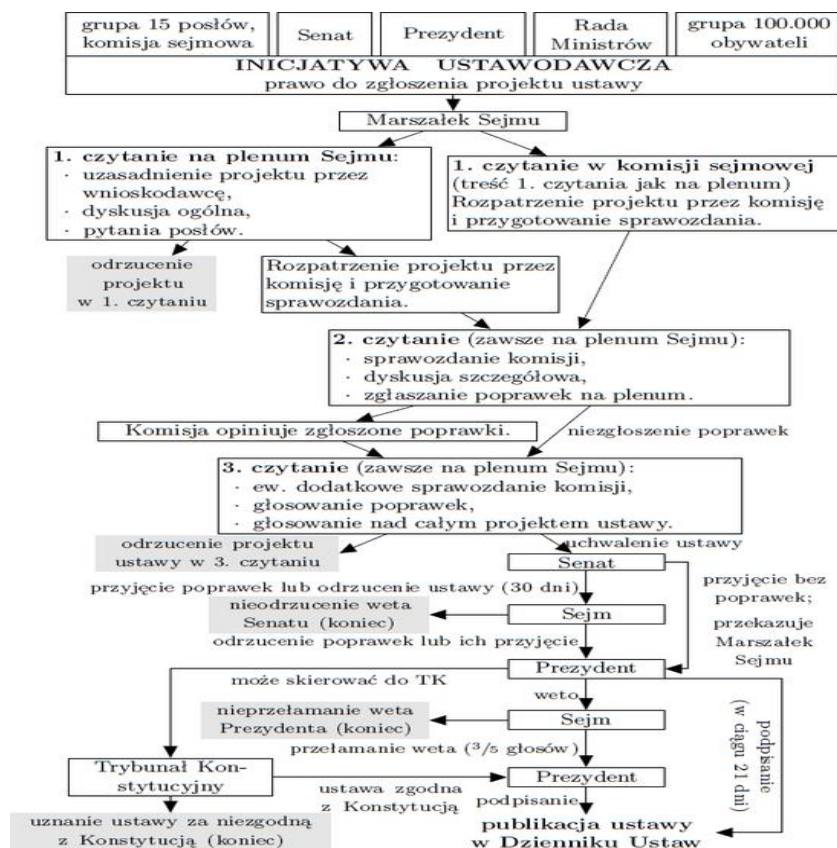 grupa 15 posłów,
komisja sejmowa
Senat
Prezydent
Rada
Ministrów
grupa 100.000
obywateli
INICJATYWA USTAWODAWCZA
prawo do zgłoszenia projektu ustawy
Marszałek Sejmu
1. czytanie na plenum Sejmu:
· uzasadnienie projektu przez
wnioskodawcę,
· dyskusja ogólna,
· pytania posłów.
1. czytanie w komisji sejmowej
(treść 1. czytania jak na plenum)
Rozpatrzenie projektu przez komisję
i przygotowanie sprawozdania.
odrzucenie
projektu
w 1. czytaniu
Rozpatrzenie projektu przez
komisję i przygotowanie
sprawozdania.
2. czytanie (zawsze na plenum Sejmu):
· sprawozdanie komisji,
· dyskusja szczegółowa,
· zgłaszanie poprawek na plenum.
Komisja opiniuje zgłoszone poprawki.
niezgłoszenie poprawek
3. czytanie (zawsze na plenum Sejmu):
· ew. dodatkowe sprawozdanie komisji,
· głosowanie poprawek,
· głosowanie nad całym projektem ustawy.
odrzucenie projektu
ustawy w 3. czytaniu
uchwalenie ustawy
Senat
przyjęcie poprawek lub odrzucenie ustawy (30 dni)
przyjęcie bez
poprawek;
przekazuje
Marszałek
Sejmu
nieodrzucenie weta
Senatu (koniec)
Sejm
odrzucenie poprawek lub ich przyjęcie
Prezydent
może skierować do TK
weto
nieprzełamanie weta
Prezydenta (koniec)
Sejm
podpisanie
(w ciągu 21 dni)
przełamanie weta (3/5 głosów)
Trybunał Kon-
stytucyjny
ustawa zgodna
z Konstytucją
Prezydent
podpisanie
uznanie ustawy za niezgodną
z Konstytucją (koniec)
publikacja ustawy
w Dzienniku Ustaw